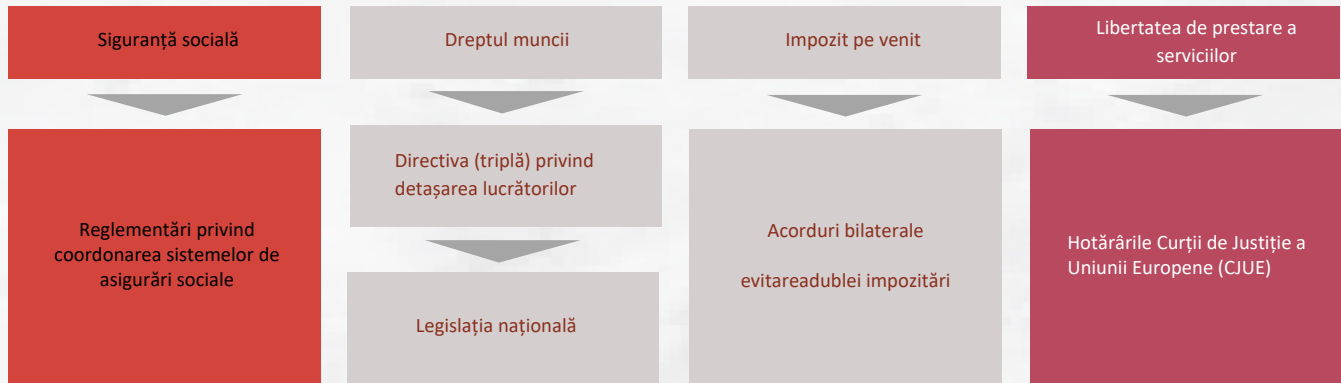 Siguranță socială
Dreptul muncii
Impozit pe venit
Libertatea de prestare a
serviciilor
Reglementări privind
coordonarea sistemelor de
asigurări sociale
Directiva (triplă) privind
detașarea lucrătorilor
Legislația națională
Acorduri bilaterale
evitareadublei impozitări
Hotărârile Curții de Justiție a
Uniunii Europene (CJUE)